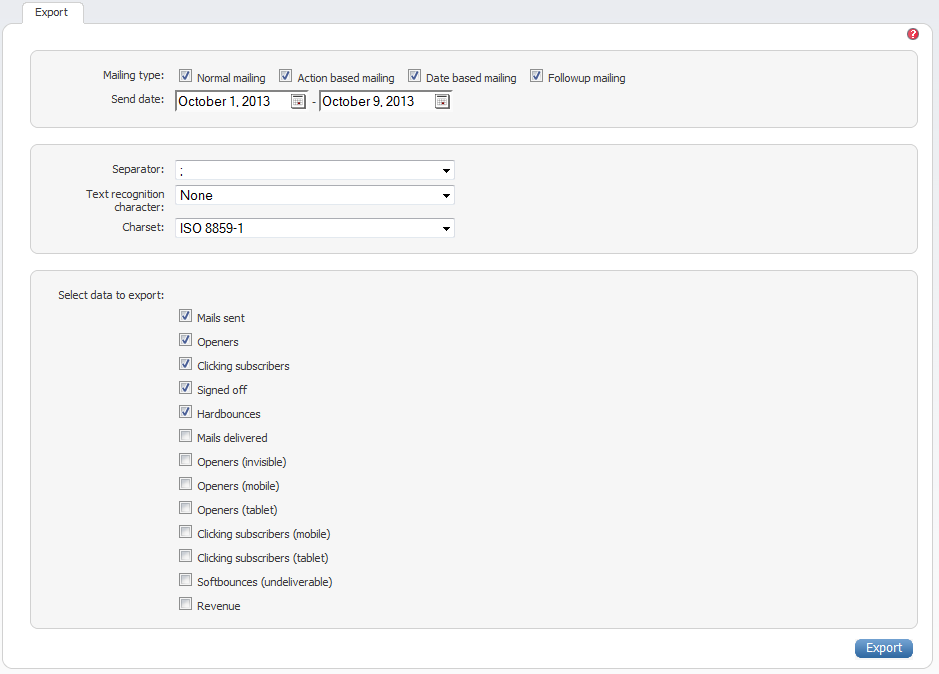 Export
?
Mailing type: Normal mailing Action based mailing Date based mailing Followup mailing
Send date: October 1, 2013 - October 9, 2013
Separator: ;
Text recognition None
character:
Charset: ISO 8859-1
Select data to export:
Mails sent
Openers
Clicking subscribers
Signed off
Hardbounces
Mails delivered
Openers (invisible)
Openers (mobile)
Openers (tablet)
Clicking subscribers (mobile)
Clicking subscribers (tablet)
Softbounces (undeliverable)
Revenue
Export